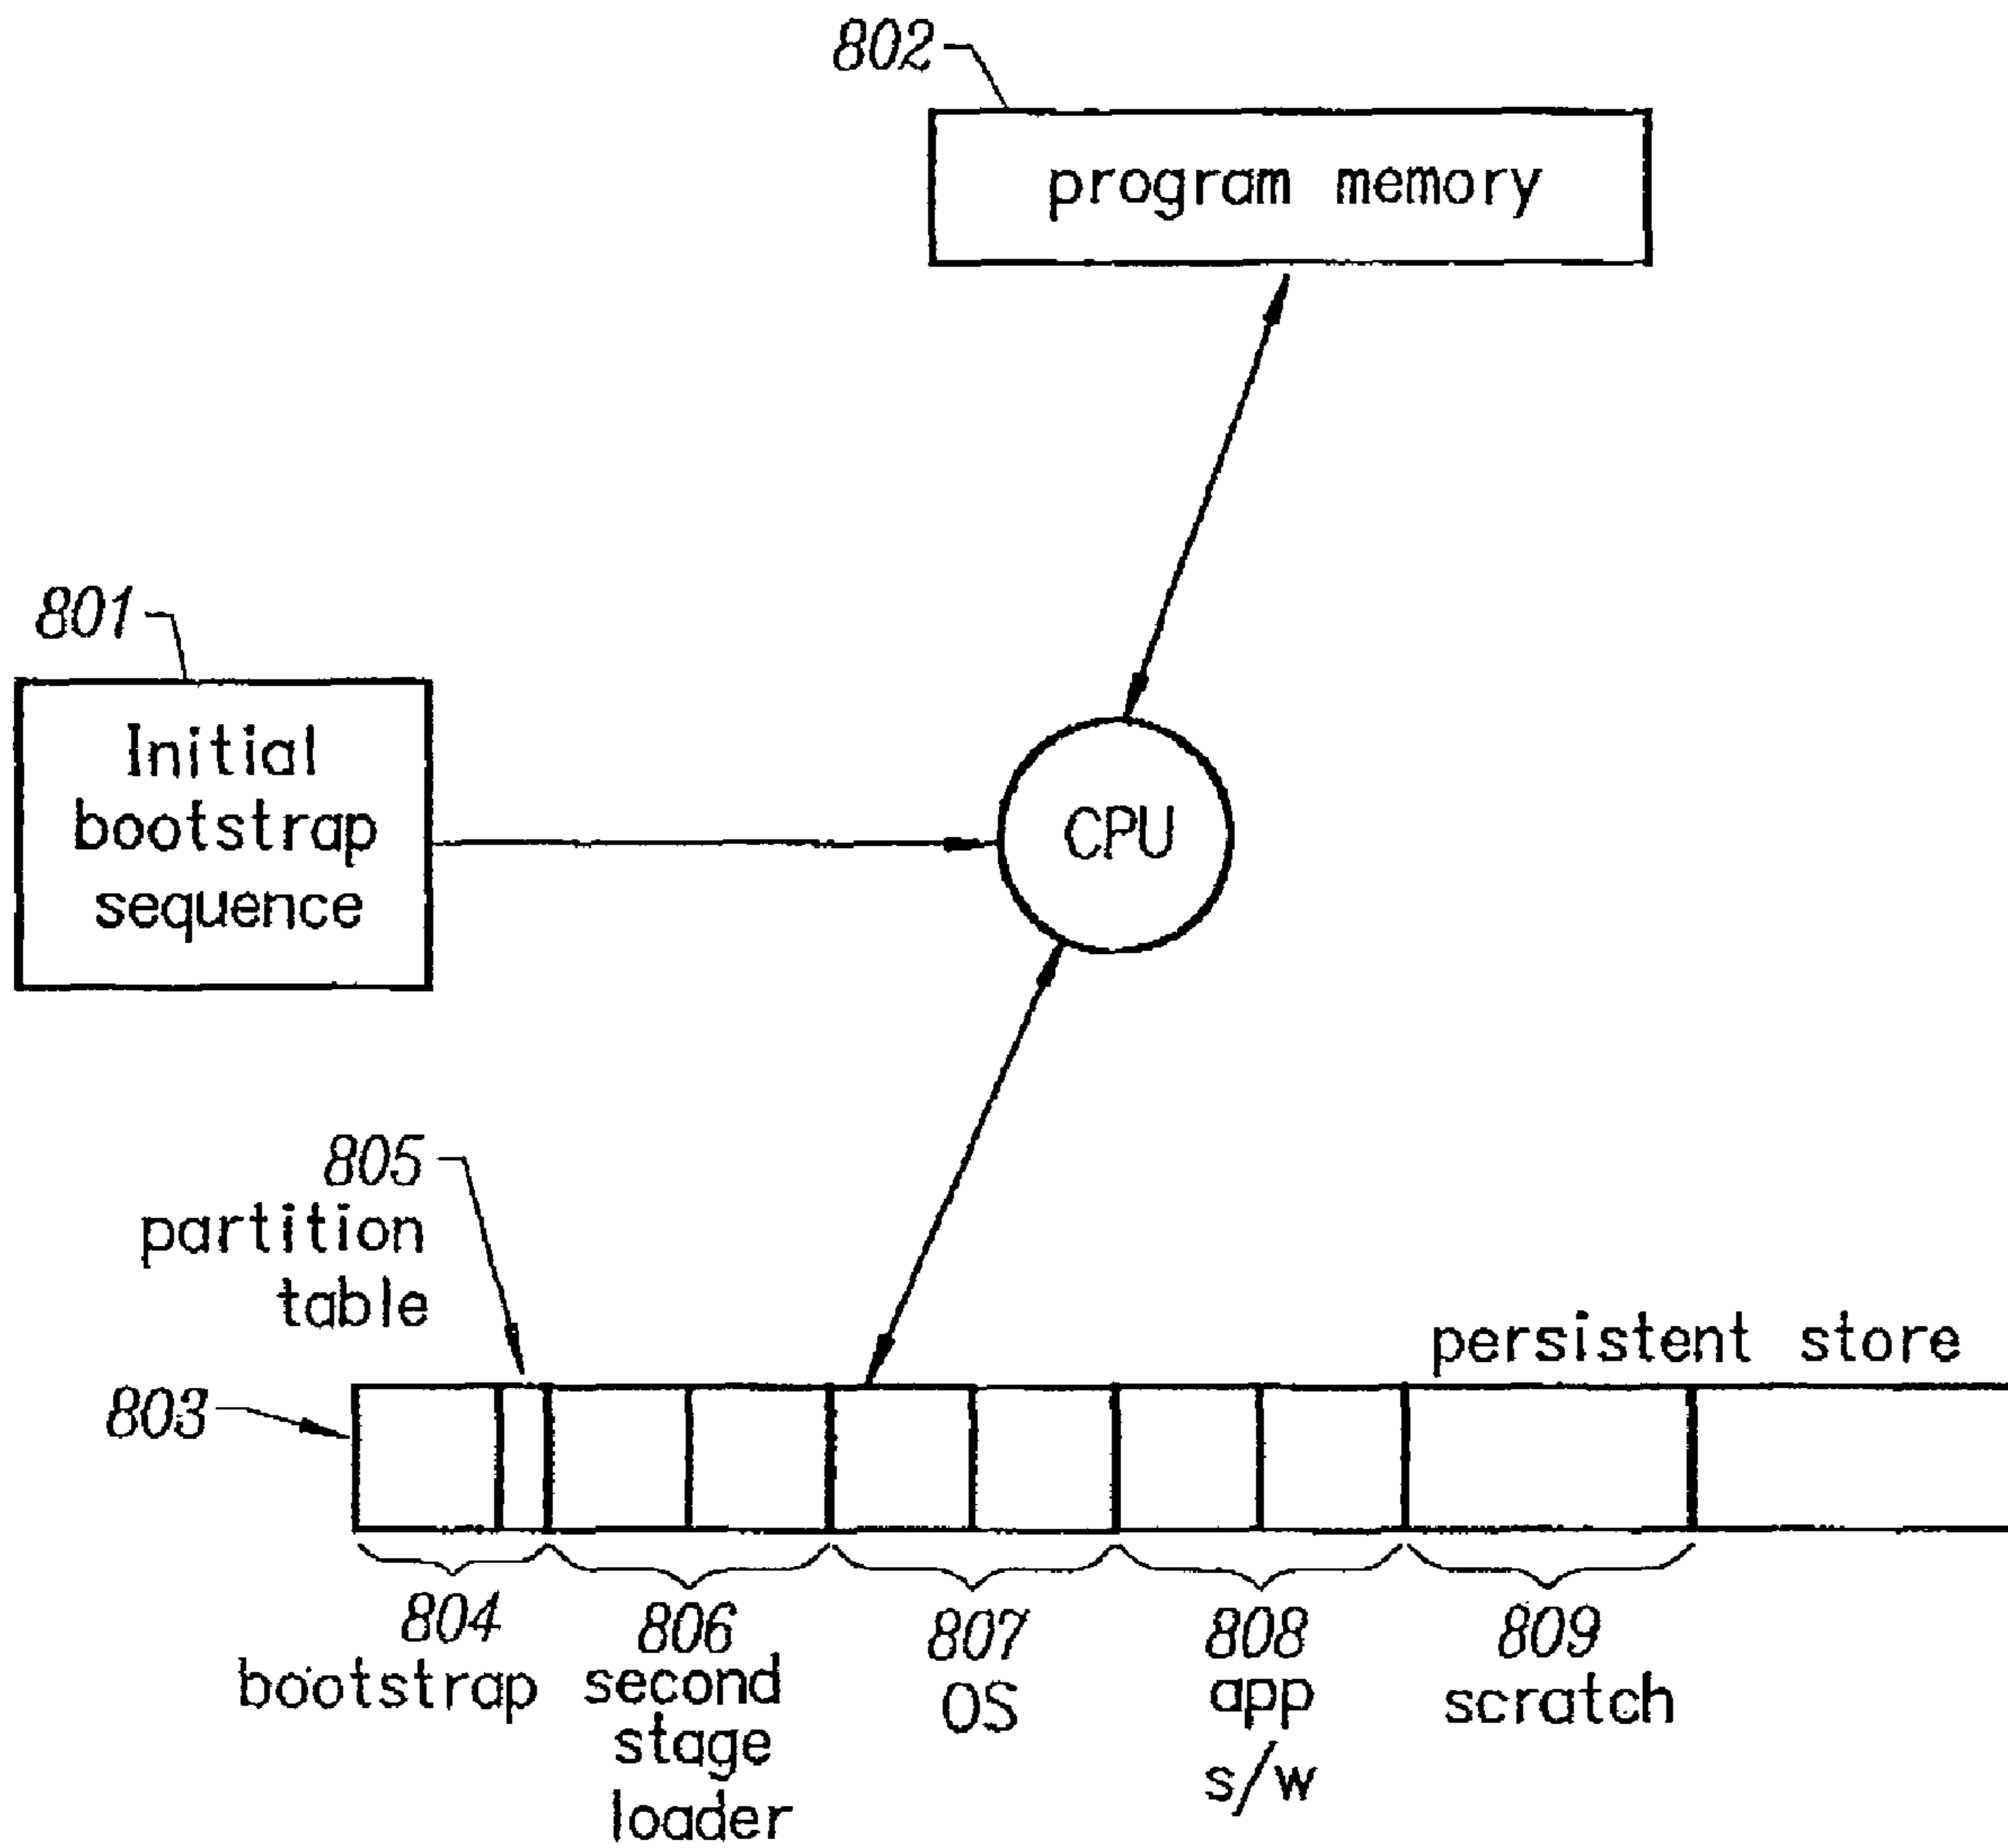 802
program memory
801
Initial
bootstrap
sequence
CPU
805
partition
table
persistent store
803
804
bootstrap
806
second
stage
loader
807
OS
808
app
s/w
809
scratch